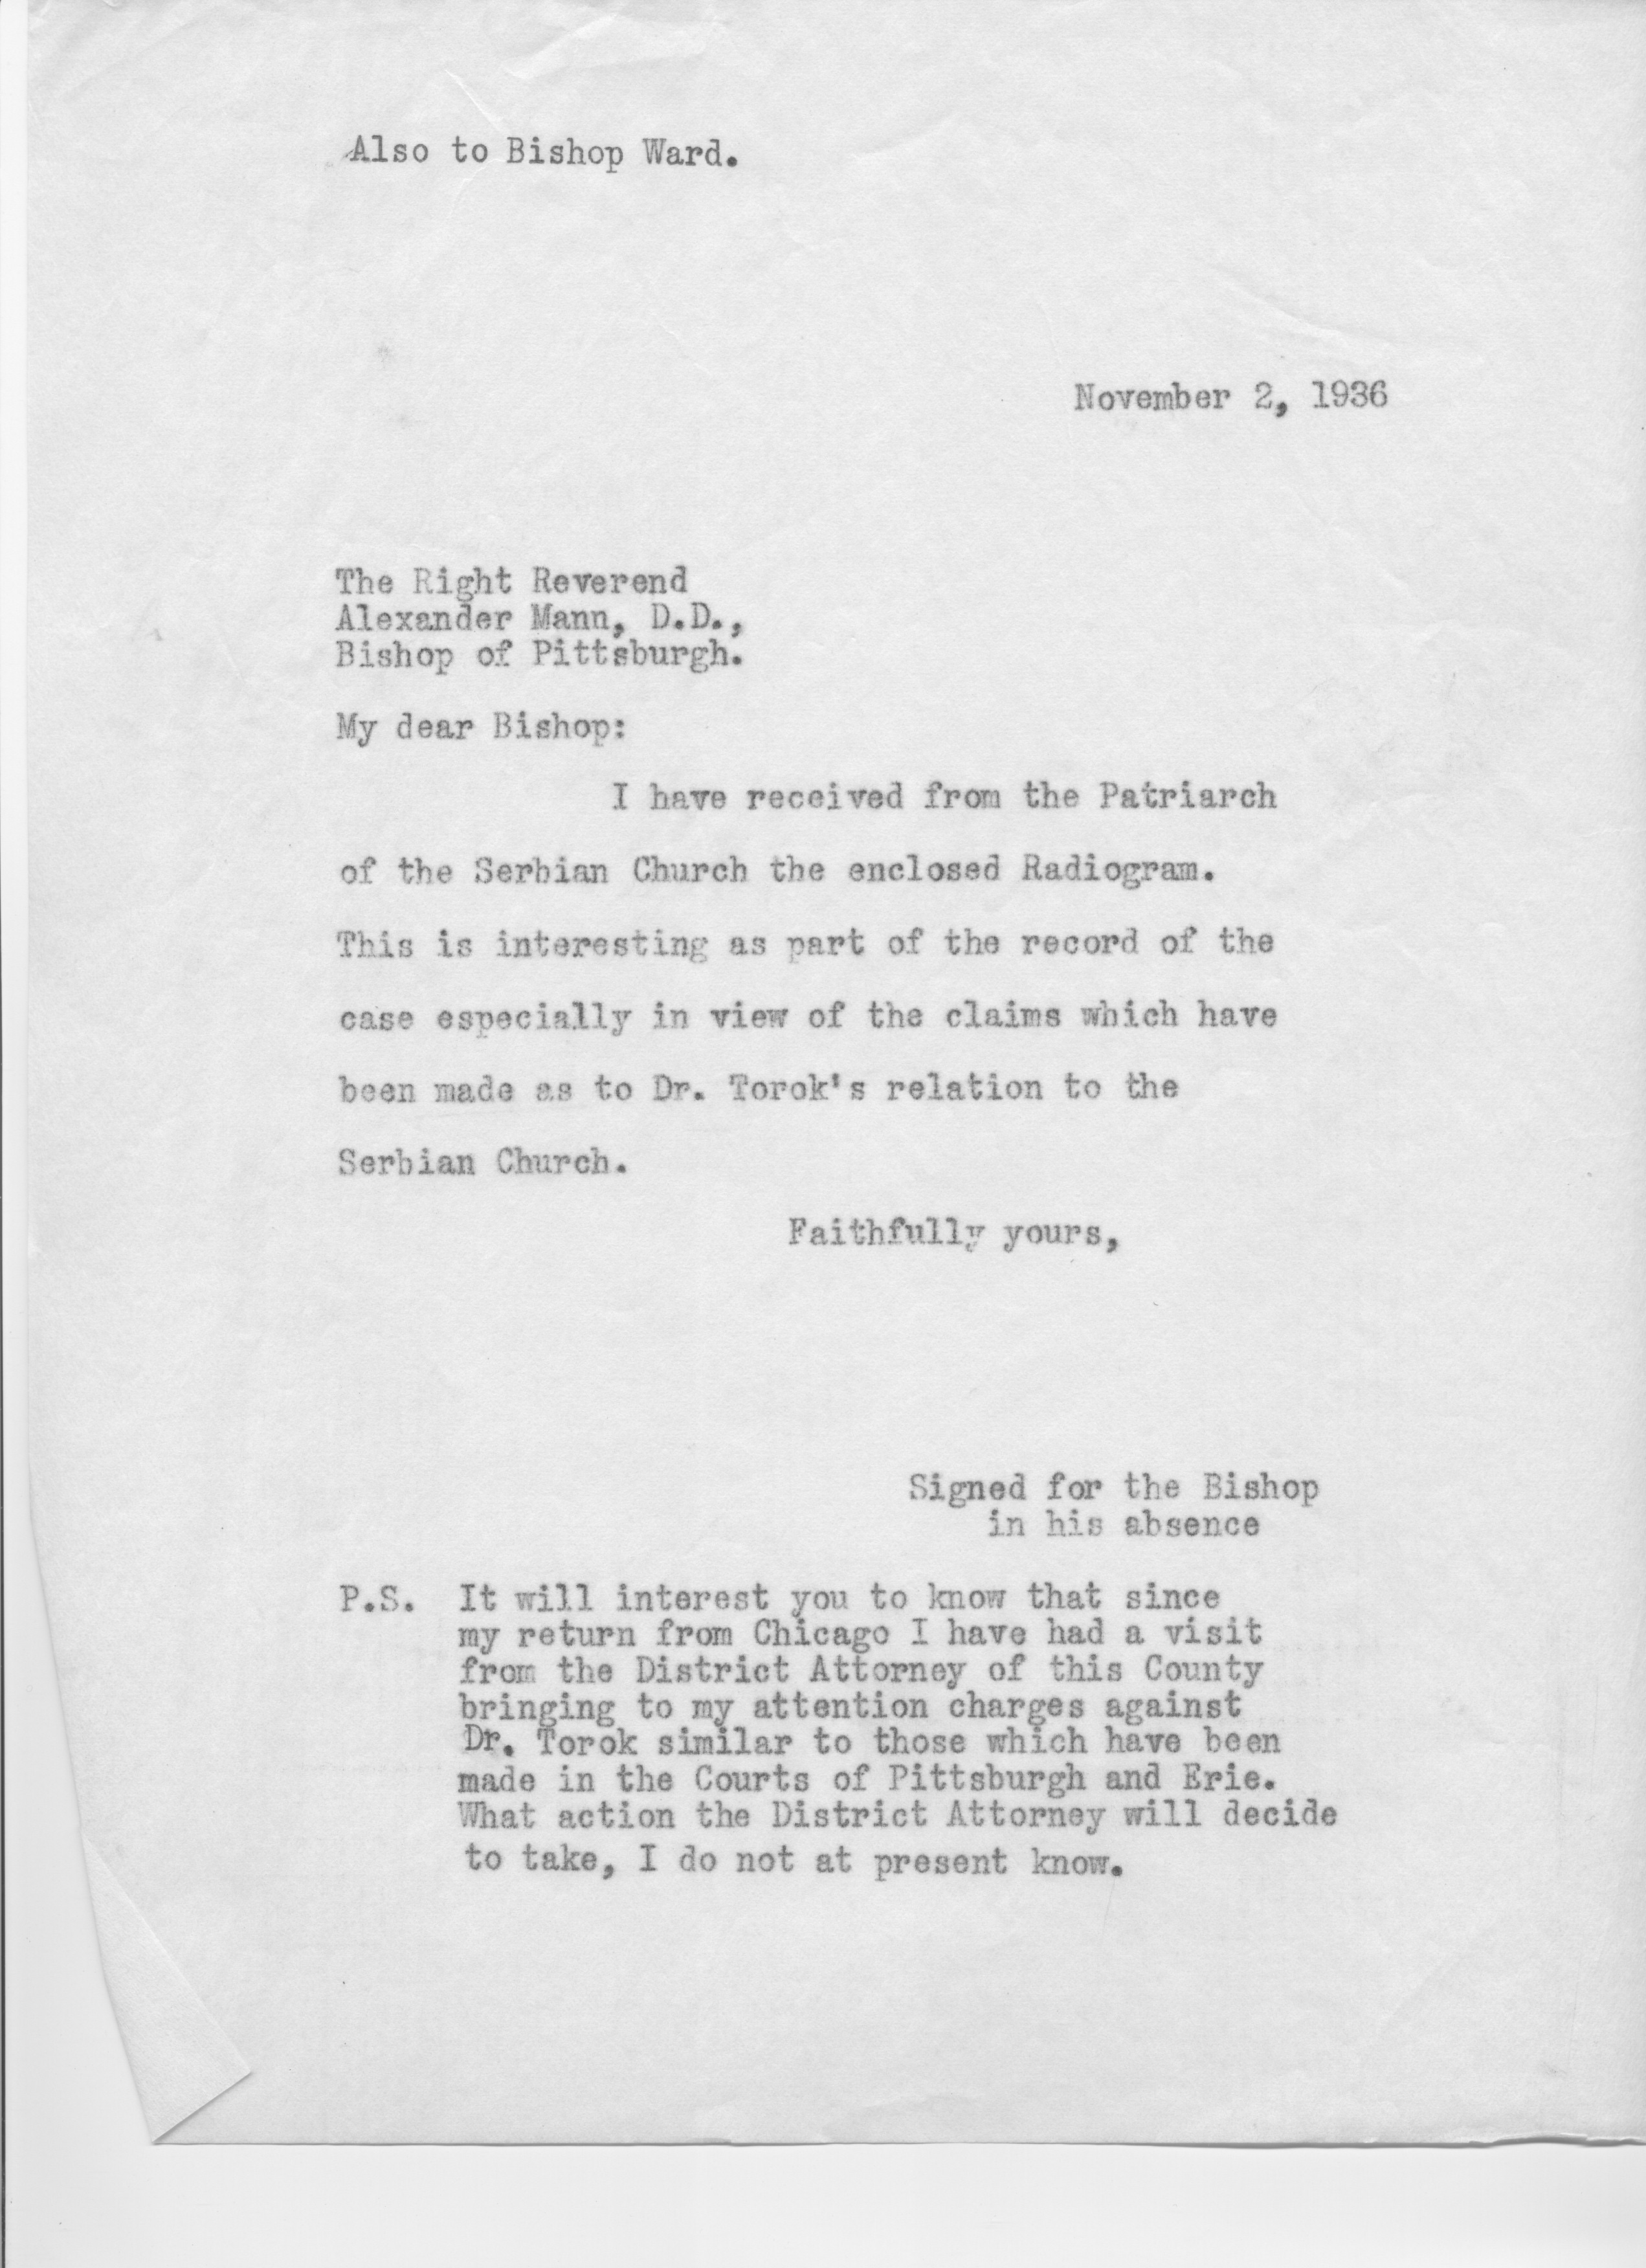 Also to Bishop Ward.
November 2, 1936
The Right Reverend
Alexander Mann, D.D.,
Bishop of Pittsburgh.
My dear Bishop:
I have received from the Patriarch
of the Serbian Church the enclosed Radiogram.
This is interesting as part of the record of the
case especially in view of the claims which have
been made as to Dr. Torok's relation to the
Serbian Church.
Faithfully yours,
Signed for the Bishop
in his absence
P.S. It will interest you to know that since
my return from Chicago I have had a visit
from the District Attorney of this County
bringing to my attention charges against
Dr. Torok similar to those which have been
made in the Courts of Pittsburgh and Erie.
What action the District Attorney will decide
to take, I do not at present know.